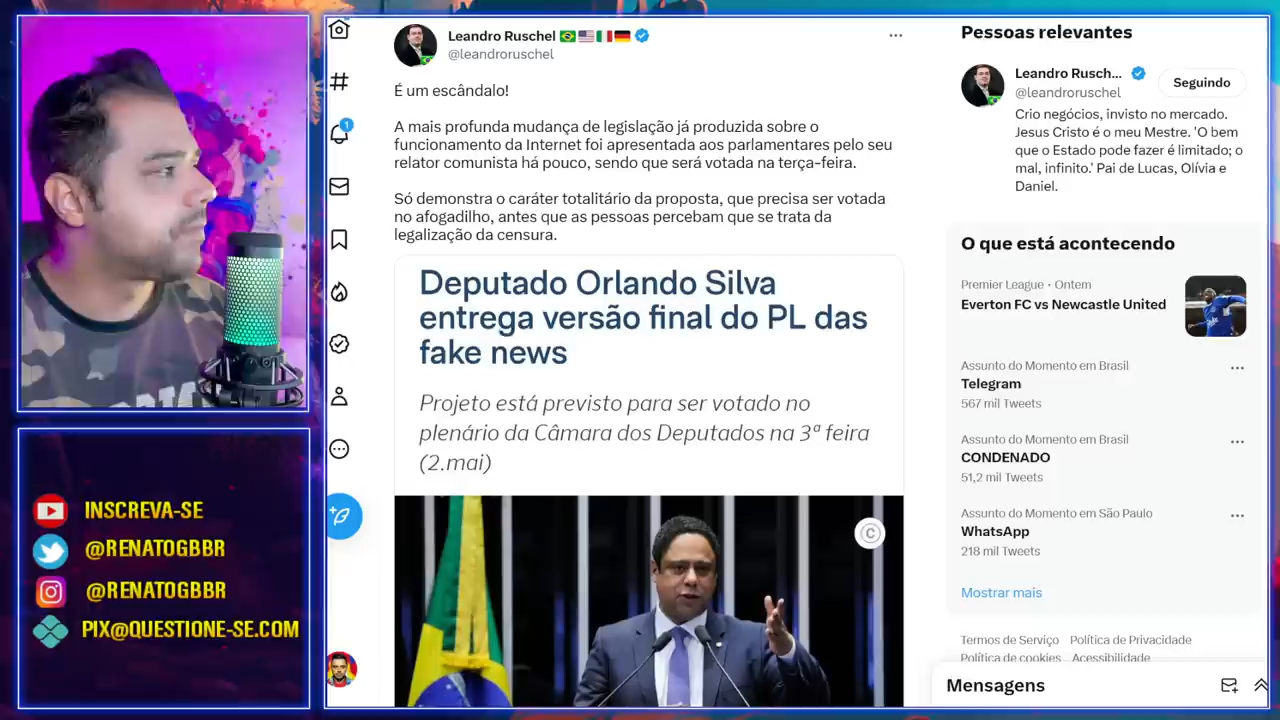 INSCREVA-SE
@RENATOGBBR
@RENATOGBBR
PIX@QUESTIONE-SE.COM
1
Leandro Ruschel
@leandroruschel
É um escândalo!
A mais profunda mudança de legislação já produzida sobre o
funcionamento da Internet foi apresentada aos parlamentares pelo seu
relator comunista há pouco, sendo que será votada na terça-feira.
Só demonstra o caráter totalitário da proposta, que precisa ser votada
no afogadilho, antes que as pessoas percebam que se trata da
legalização da censura.
Deputado Orlando Silva
entrega versão final do PL das
fake news
Projeto está previsto para ser votado no
plenário da Câmara dos Deputados na 3ª feira
(2.mai)
C
Pessoas relevantes
Leandro Rusch...
@leandroruschel
Seguindo
Crio negócios, invisto no mercado.
Jesus Cristo é o meu Mestre. 'O bem
que o Estado pode fazer é limitado; o
mal, infinito.' Pai de Lucas, Olívia e
Daniel.
O que está acontecendo
Premier League · Ontem
Everton FC vs Newcastle United
Assunto do Momento em Brasil
Telegram
567 mil Tweets
Assunto do Momento em Brasil
CONDENADO
51,2 mil Tweets
Assunto do Momento em São Paulo
WhatsApp
218 mil Tweets
Mostrar mais
Termos de Serviço Política de Privacidade
Política de cookies Acessibilidade
Mensagens